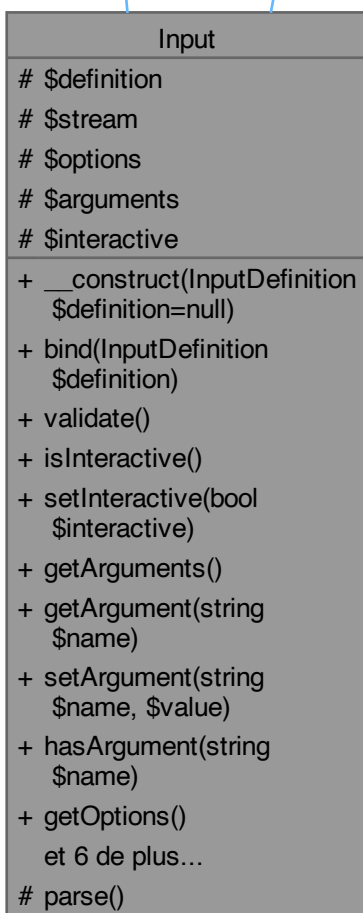 Input
# $definition
# $stream
# $options
# $arguments
# $interactive
+ __construct(InputDefinition
$definition=null)
+ bind(InputDefinition
$definition)
+ validate()
+ isInteractive()
+ setInteractive(bool
$interactive)
+ getArguments()
+ getArgument(string
$name)
+ setArgument(string
$name, $value)
+ hasArgument(string
$name)
+ getOptions()
et 6 de plus...
# parse()